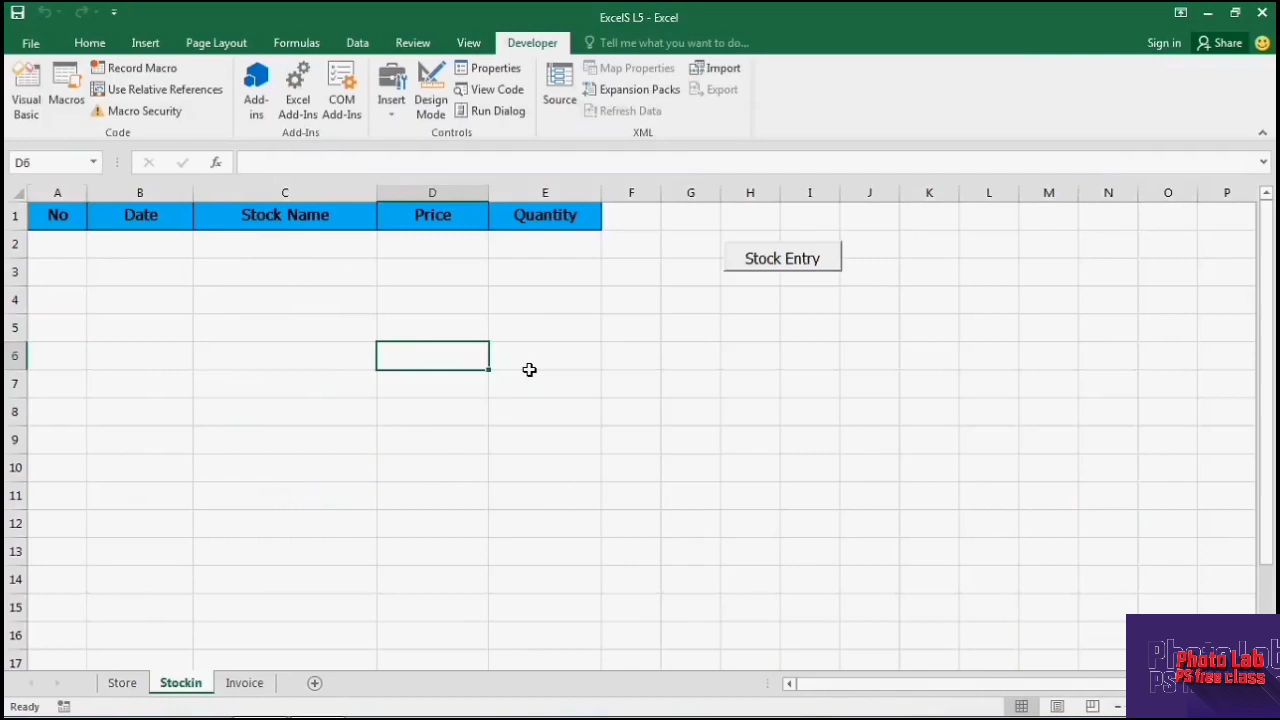 ExcelS L5 - Excel
File Home Insert Page Layout Formulas Data Review View Developer Tell me what you want to do... Sign in Share
Visual Basic
Macros
Record Macro
Use Relative References
Macro Security
Code
Add-ins
Excel Add-Ins
COM Add-Ins
Add-Ins
Insert
Design Mode
Properties
View Code
Run Dialog
Controls
Source
Map Properties
Expansion Packs
Refresh Data
Import
Export
XML
D6 fx
A B C D E F G H I J K L M N O P
1 No Date Stock Name Price Quantity
2
Stock Entry
3
4
5
6
7
8
9
10
11
12
13
14
15
16
17
Photo Lab
PS free class
Store Stockin Invoice
Ready